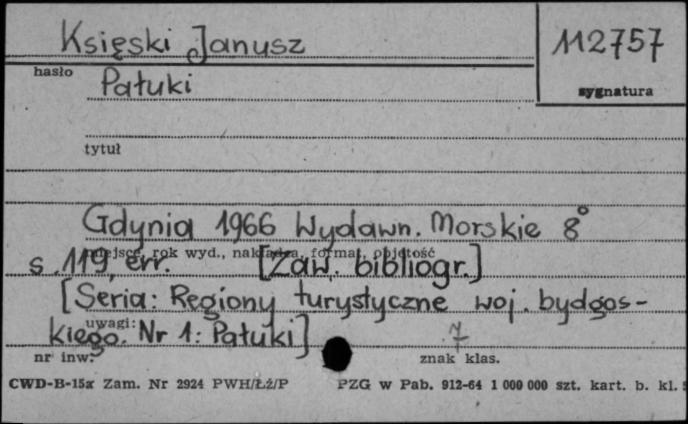 Księski Janusz
112757
hasło
Pałuki
sygnatura
tytuł
Gdynia 1966 Wydawn. Morskie 8°
miejsce, rok wyd., nakładca, format, objętość
s. 119, err. [Zaw. bibliogr.]
[Seria: Regiony turystyczne woj. bydgos-
uwagi:
kiego. Nr 1: Pałuki]
7
nr inw.
znak klas.
CWD-B-15x Zam. Nr 2924 PWH/Łż/P PZG w Pab. 912-64 1 000 000 szt. kart. b. kl.